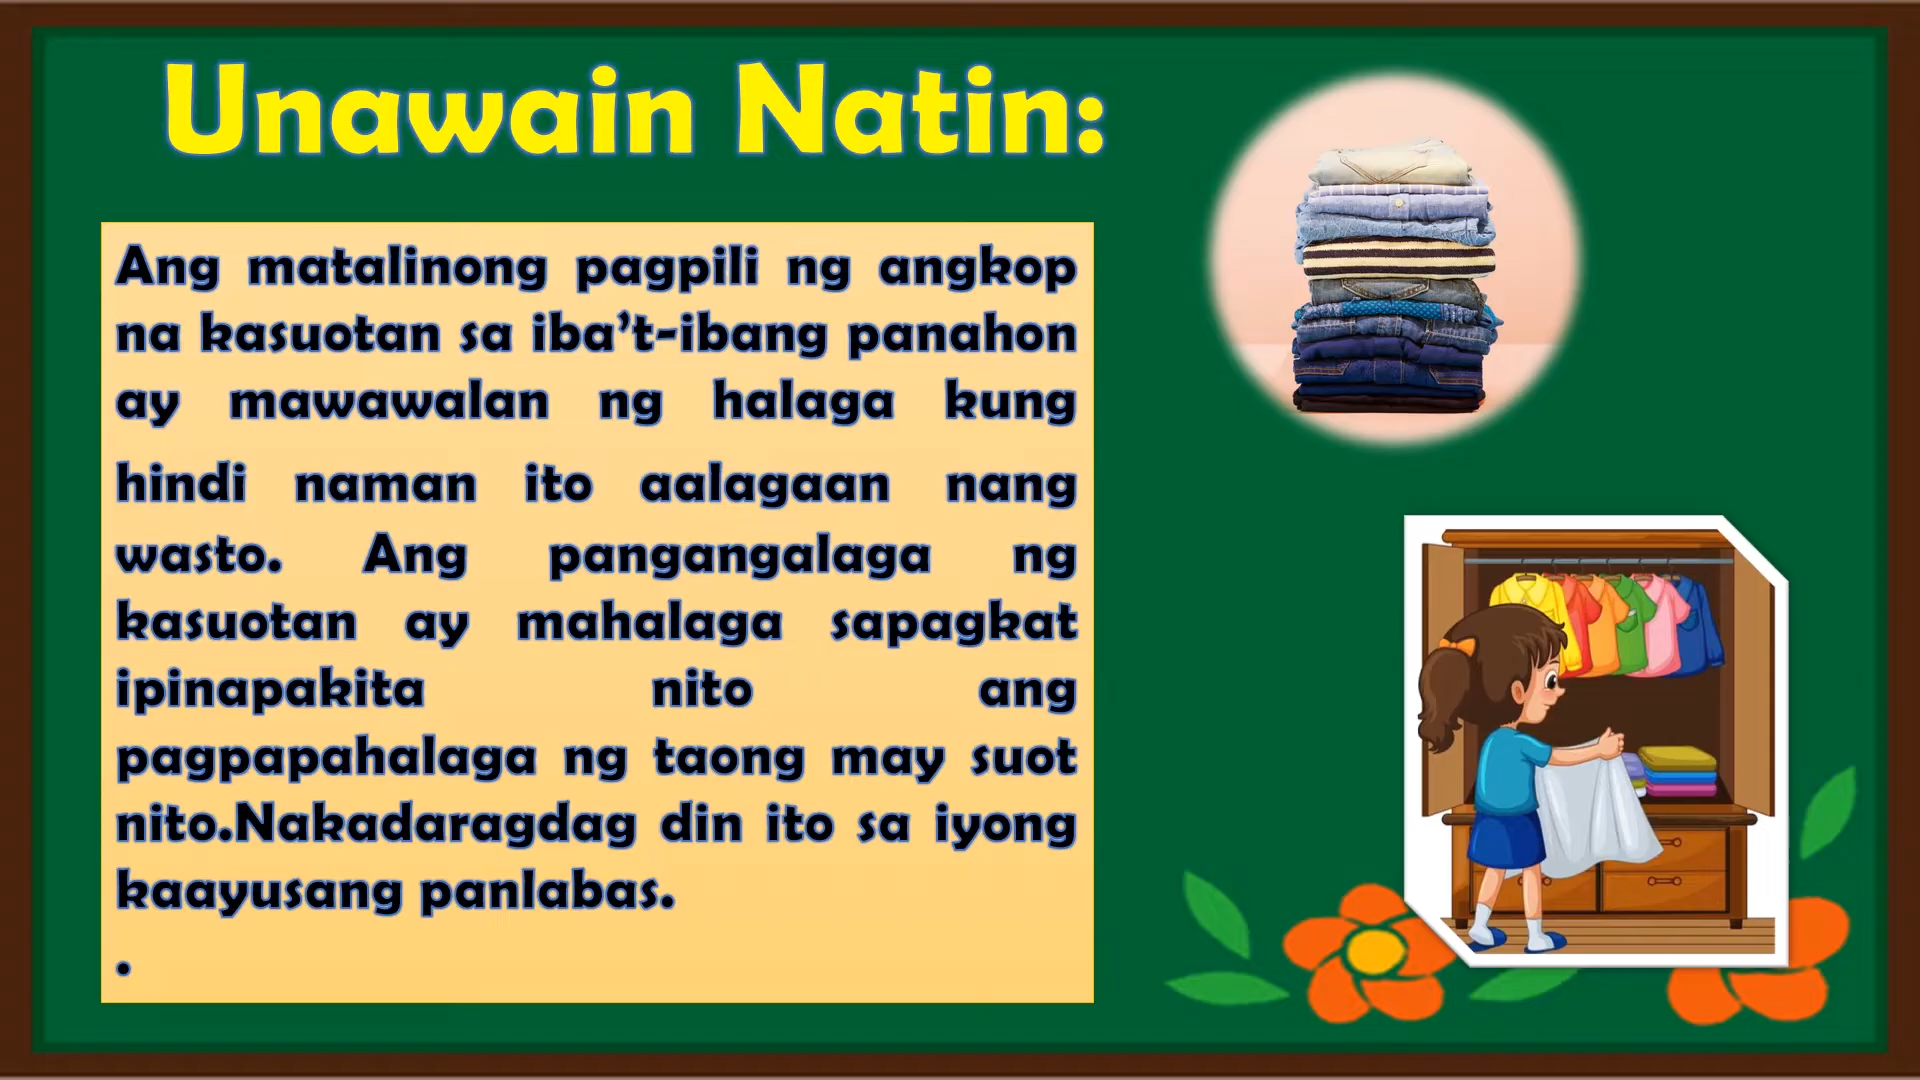 Unawain Natin:
Ang matalinong pagpili ng angkop
na kasuotan sa iba’t-ibang panahon
ay mawawalan ng halaga kung
hindi naman ito aalagaan nang
wasto. Ang pangangalaga ng
kasuotan ay mahalaga sapagkat
ipinapakita nito ang
pagpapahalaga ng taong may suot
nito.Nakadaragdag din ito sa iyong
kaayusang panlabas.
.